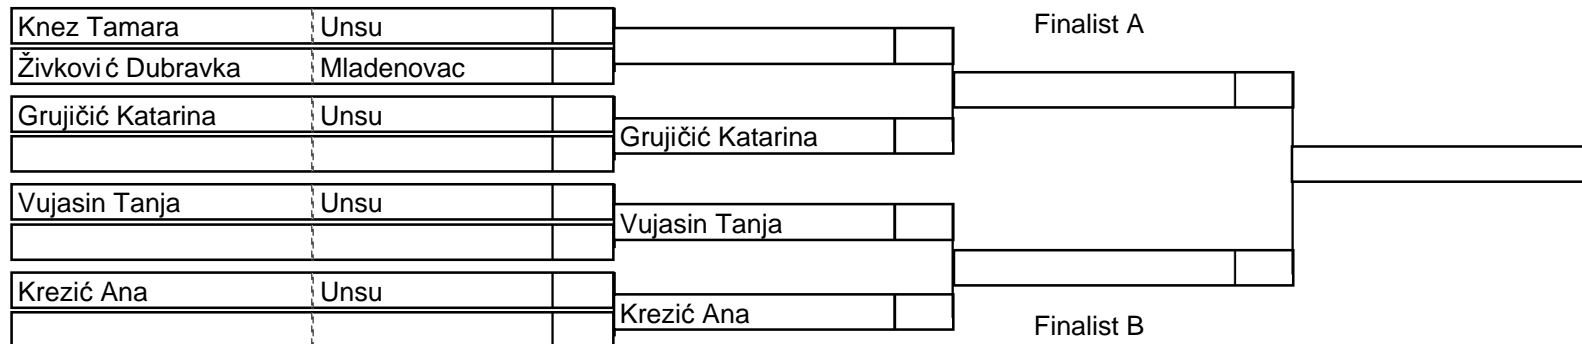 Knez Tamara Unsu
Finalist A
Živković Dubravka Mladenovac
Grujičić Katarina Unsu
Grujičić Katarina
Vujasin Tanja Unsu
Vujasin Tanja
Krezić Ana Unsu
Krezić Ana
Finalist B